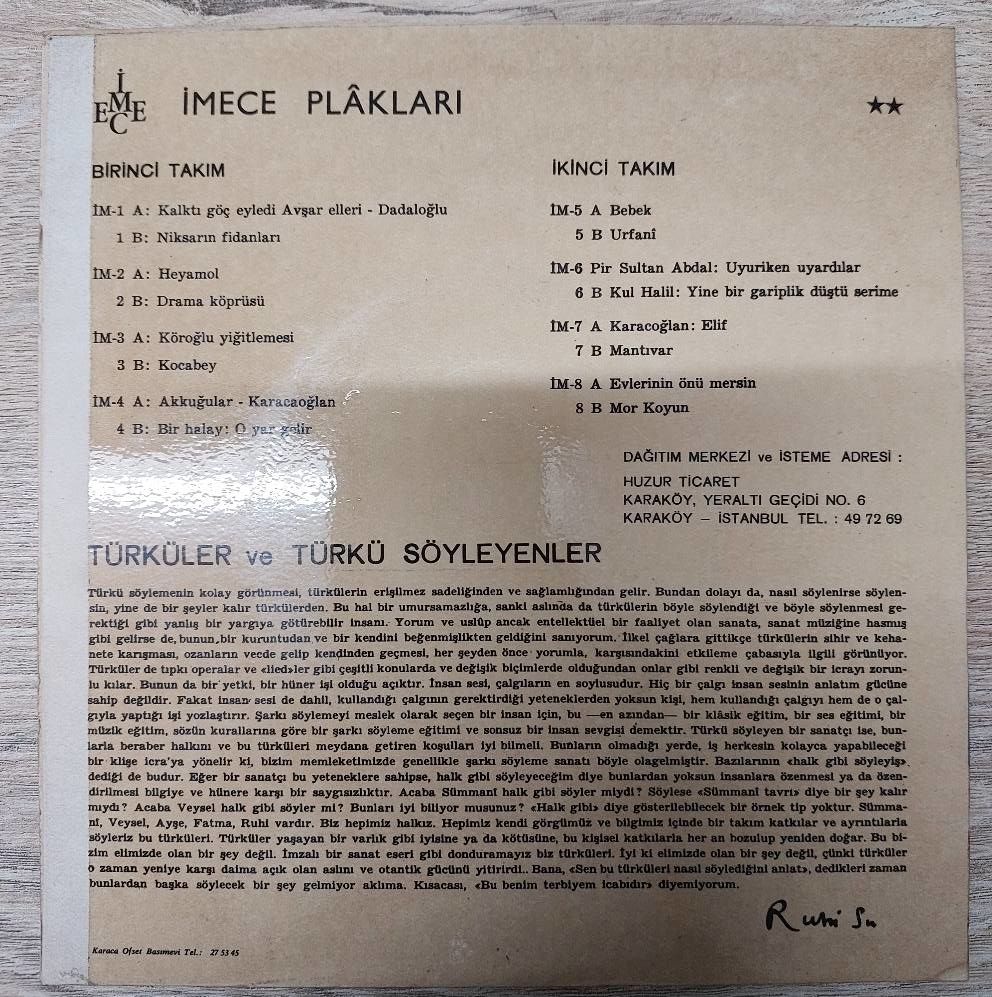 İMECE
İMECE PLÂKLARI
★★
BİRİNCİ TAKIM
İM-1 A: Kalktı göç eyledi Avşar elleri - Dadaloğlu
1 B: Niksarın fidanları
İM-2 A: Heyamol
2 B: Drama köprüsü
İM-3 A: Köroğlu yiğitlemesi
3 B: Kocabey
İM-4 A: Akkuğular - Karacaoğlan
4 B: Bir halay: O yar gelir
İKİNCİ TAKIM
İM-5 A Bebek
5 B Urfanî
İM-6 Pir Sultan Abdal: Uyuriken uyardılar
6 B Kul Halil: Yine bir gariplik düştü serime
İM-7 A Karacoğlan: Elif
7 B Mantıvar
İM-8 A Evlerinin önü mersin
8 B Mor Koyun
DAĞITIM MERKEZİ ve İSTEME ADRESİ :
HUZUR TİCARET
KARAKÖY, YERALTI GEÇİDİ NO. 6
KARAKÖY — İSTANBUL TEL. : 49 72 69
TÜRKÜLER ve TÜRKÜ SÖYLEYENLER
Türkü söylemenin kolay görünmesi, türkülerin erişilmez sadeliğinden ve sağlamlığından gelir. Bundan dolayı da, nasıl söylenirse söylen-
sin, yine de bir şeyler kalır türkülerden. Bu hal bir umursamazlığa, sanki aslında da türkülerin böyle söylendiği ve böyle söylenmesi ge-
rektiği gibi yanlış bir yargıya götürebilir insanı. Yorum ve uslûp ancak entellektüel bir faaliyet olan sanata, sanat müziğine hasmış
gibi gelirse de, bunun bir kuruntudan ve bir kendini beğenmişlikten geldiğini sanıyorum. İlkel çağlara gittikçe türkülerin sihir ve keha-
nete karışması, ozanların vecde gelip kendinden geçmesi, her şeyden önce yorumla, karşısındakini etkileme çabasıyla ilgili görünüyor.
Türküler de tıpkı operalar ve «lied»ler gibi çeşitli konularda ve değişik biçimlerde olduğundan onlar gibi renkli ve değişik bir icrayı zorun-
lu kılar. Bunun da bir yetki, bir hüner işi olduğu açıktır. İnsan sesi, çalgıların en soylusudur. Hiç bir çalgı insan sesinin anlatım gücüne
sahip değildir. Fakat insan sesi de dahil, kullandığı çalgının gerektirdiği yeteneklerden yoksun kişi, hem kullandığı çalgıyı hem de o çal-
gıyla yaptığı işi yozlaştırır. Şarkı söylemeyi meslek olarak seçen bir insan için, bu —en azından— bir klâsik eğitim, bir ses eğitimi, bir
müzik eğitim, sözün kurallarına göre bir şarkı söyleme eğitimi ve sonsuz bir insan sevgisi demektir. Türkü söyleyen bir sanatçı ise, bun-
larla beraber halkını ve bu türküleri meydana getiren koşulları iyi bilmeli. Bunların olmadığı yerde, iş herkesin kolayca yapabileceği
bir klişe icra'ya yönelir ki, bizim memleketimizde genellikle şarkı söyleme sanatı böyle olagelmiştir. Bazılarının «halk gibi söyleyiş»
dediği de budur. Eğer bir sanatçı bu yeteneklere sahipse, halk gibi söyleyeceğim diye bunlardan yoksun insanlara özenmesi ya da özen-
dirilmesi bilgiye ve hünere karşı bir saygısızlıktır. Acaba Sümmanî halk gibi söyler miydi? Söylese «Sümmanî tavrı» diye bir şey kalır
mıydı? Acaba Veysel halk gibi söyler mi? Bunları iyi biliyor musunuz? «Halk gibi» diye gösterilebilecek bir örnek tip yoktur. Sümma-
nî, Veysel, Ayşe, Fatma, Ruhi vardır. Biz hepimiz halkız. Hepimiz kendi görgümüz ve bilgimiz içinde bir takım katkılar ve ayrıntılarla
söyleriz bu türküleri. Türküler yaşayan bir varlık gibi iyisine ya da kötüsüne, bu kişisel katkılarla her an bozulup yeniden doğar. Bu bi-
zim elimizde olan bir şey değil. İmzalı bir sanat eseri gibi donduramayız biz türküleri. İyi ki elimizde olan bir şey değil, çünki türküler
o zaman yeniye karşı daima açık olan aslını ve otantik gücünü yitirirdi.. Bana, «Sen bu türküleri nasıl söylediğini anlat», dedikleri zaman
bunlardan başka söylecek bir şey gelmiyor aklıma. Kısacası, «Bu benim terbiyem icabıdır» diyemiyorum.
Ruhi Su
Karaca Ofset Basımevi Tel.: 27 53 45